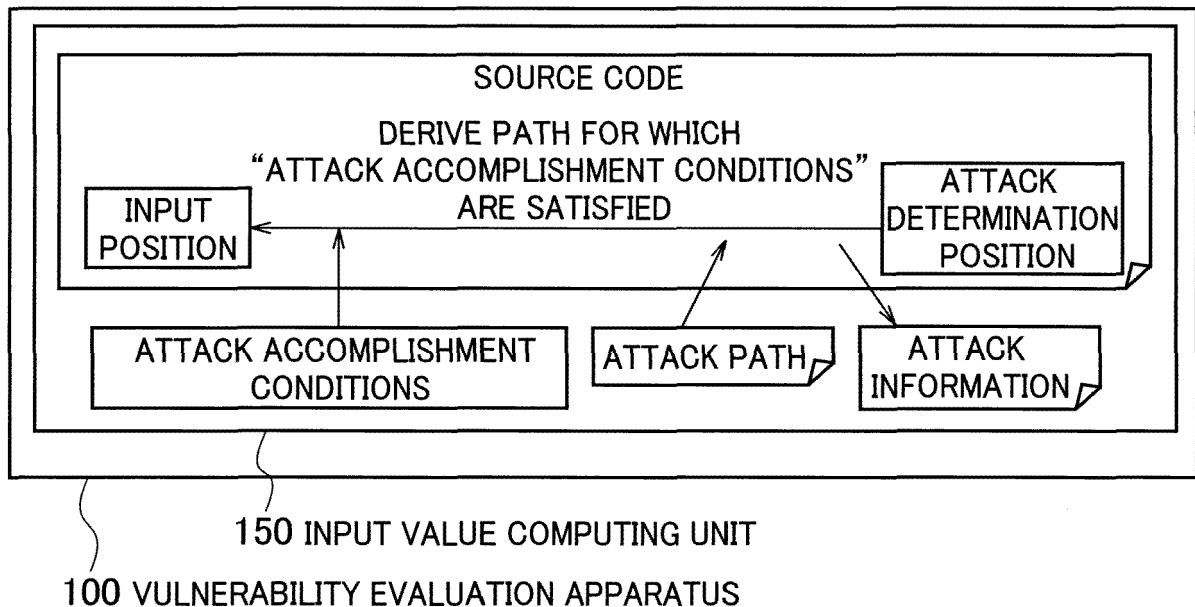 SOURCE CODE
DERIVE PATH FOR WHICH
“ATTACK ACCOMPLISHMENT CONDITIONS”
ARE SATISFIED
INPUT
POSITION
ATTACK
DETERMINATION
POSITION
ATTACK ACCOMPLISHMENT
CONDITIONS
ATTACK PATH
ATTACK
INFORMATION
150 INPUT VALUE COMPUTING UNIT
100 VULNERABILITY EVALUATION APPARATUS